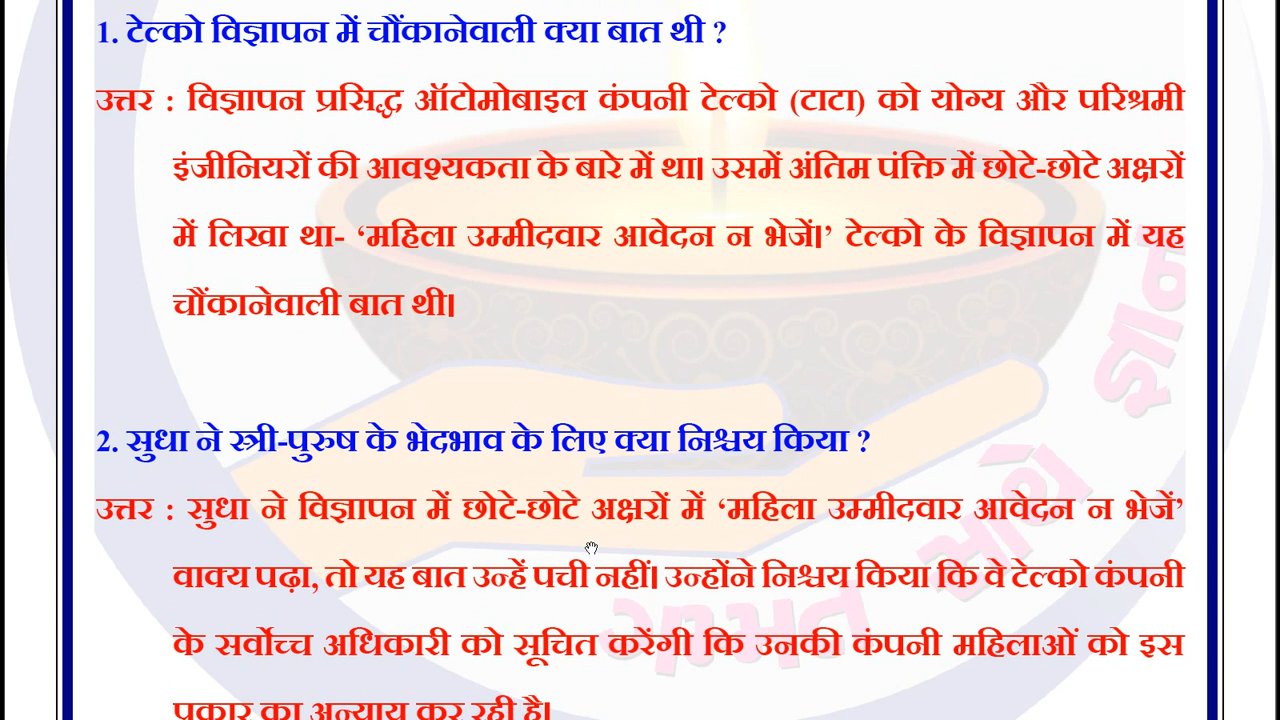 1. टेल्को विज्ञापन में चौंकानेवाली क्या बात थी ?
उत्तर : विज्ञापन प्रसिद्ध ऑटोमोबाइल कंपनी टेल्को (टाटा) को योग्य और परिश्रमी
इंजीनियरों की आवश्यकता के बारे में था। उसमें अंतिम पंक्ति में छोटे-छोटे अक्षरों
में लिखा था- ‘महिला उम्मीदवार आवेदन न भेजें।’ टेल्को के विज्ञापन में यह
चौंकानेवाली बात थी।
2. सुधा ने स्त्री-पुरुष के भेदभाव के लिए क्या निश्चय किया ?
उत्तर : सुधा ने विज्ञापन में छोटे-छोटे अक्षरों में ‘महिला उम्मीदवार आवेदन न भेजें’
वाक्य पढ़ा, तो यह बात उन्हें पची नहीं। उन्होंने निश्चय किया कि वे टेल्को कंपनी
के सर्वोच्च अधिकारी को सूचित करेंगी कि उनकी कंपनी महिलाओं को इस
प्रकार का अन्याय कर रही है।
ગમ્મત સાથે જ્ઞાન